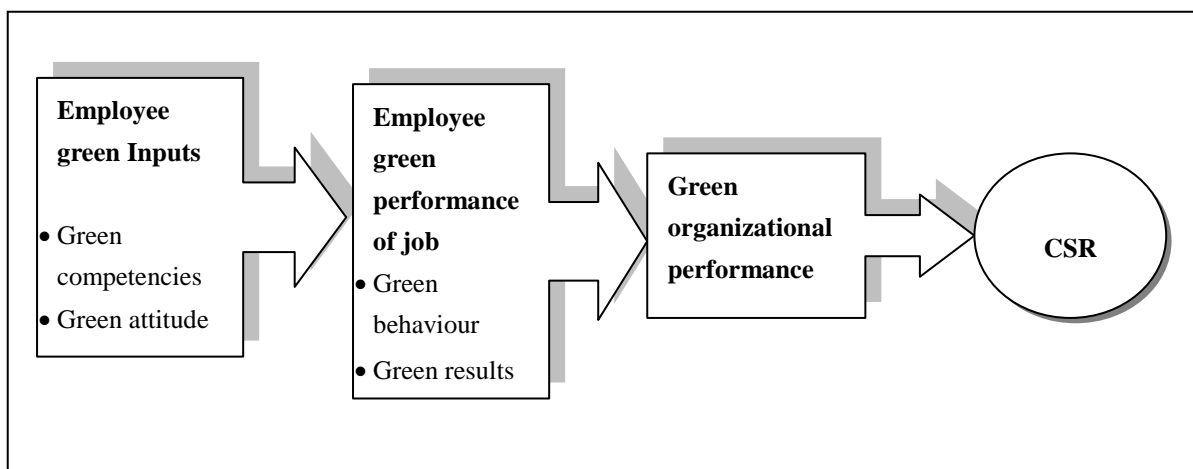 Employee
green Inputs
• Green
competencies
• Green attitude
Employee
green
performance
of job
• Green
behaviour
• Green results
Green
organizational
performance
CSR